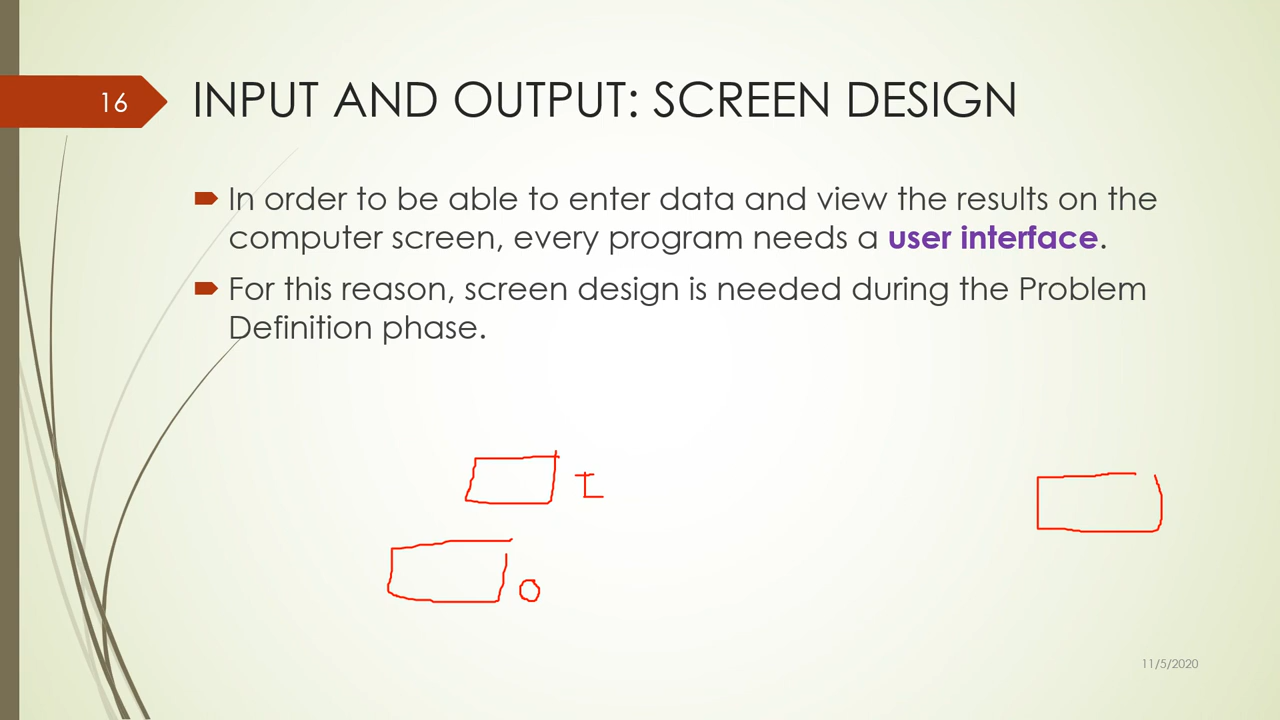 16
INPUT AND OUTPUT: SCREEN DESIGN
In order to be able to enter data and view the results on the
computer screen, every program needs a user interface.
For this reason, screen design is needed during the Problem
Definition phase.
I
O
11/5/2020